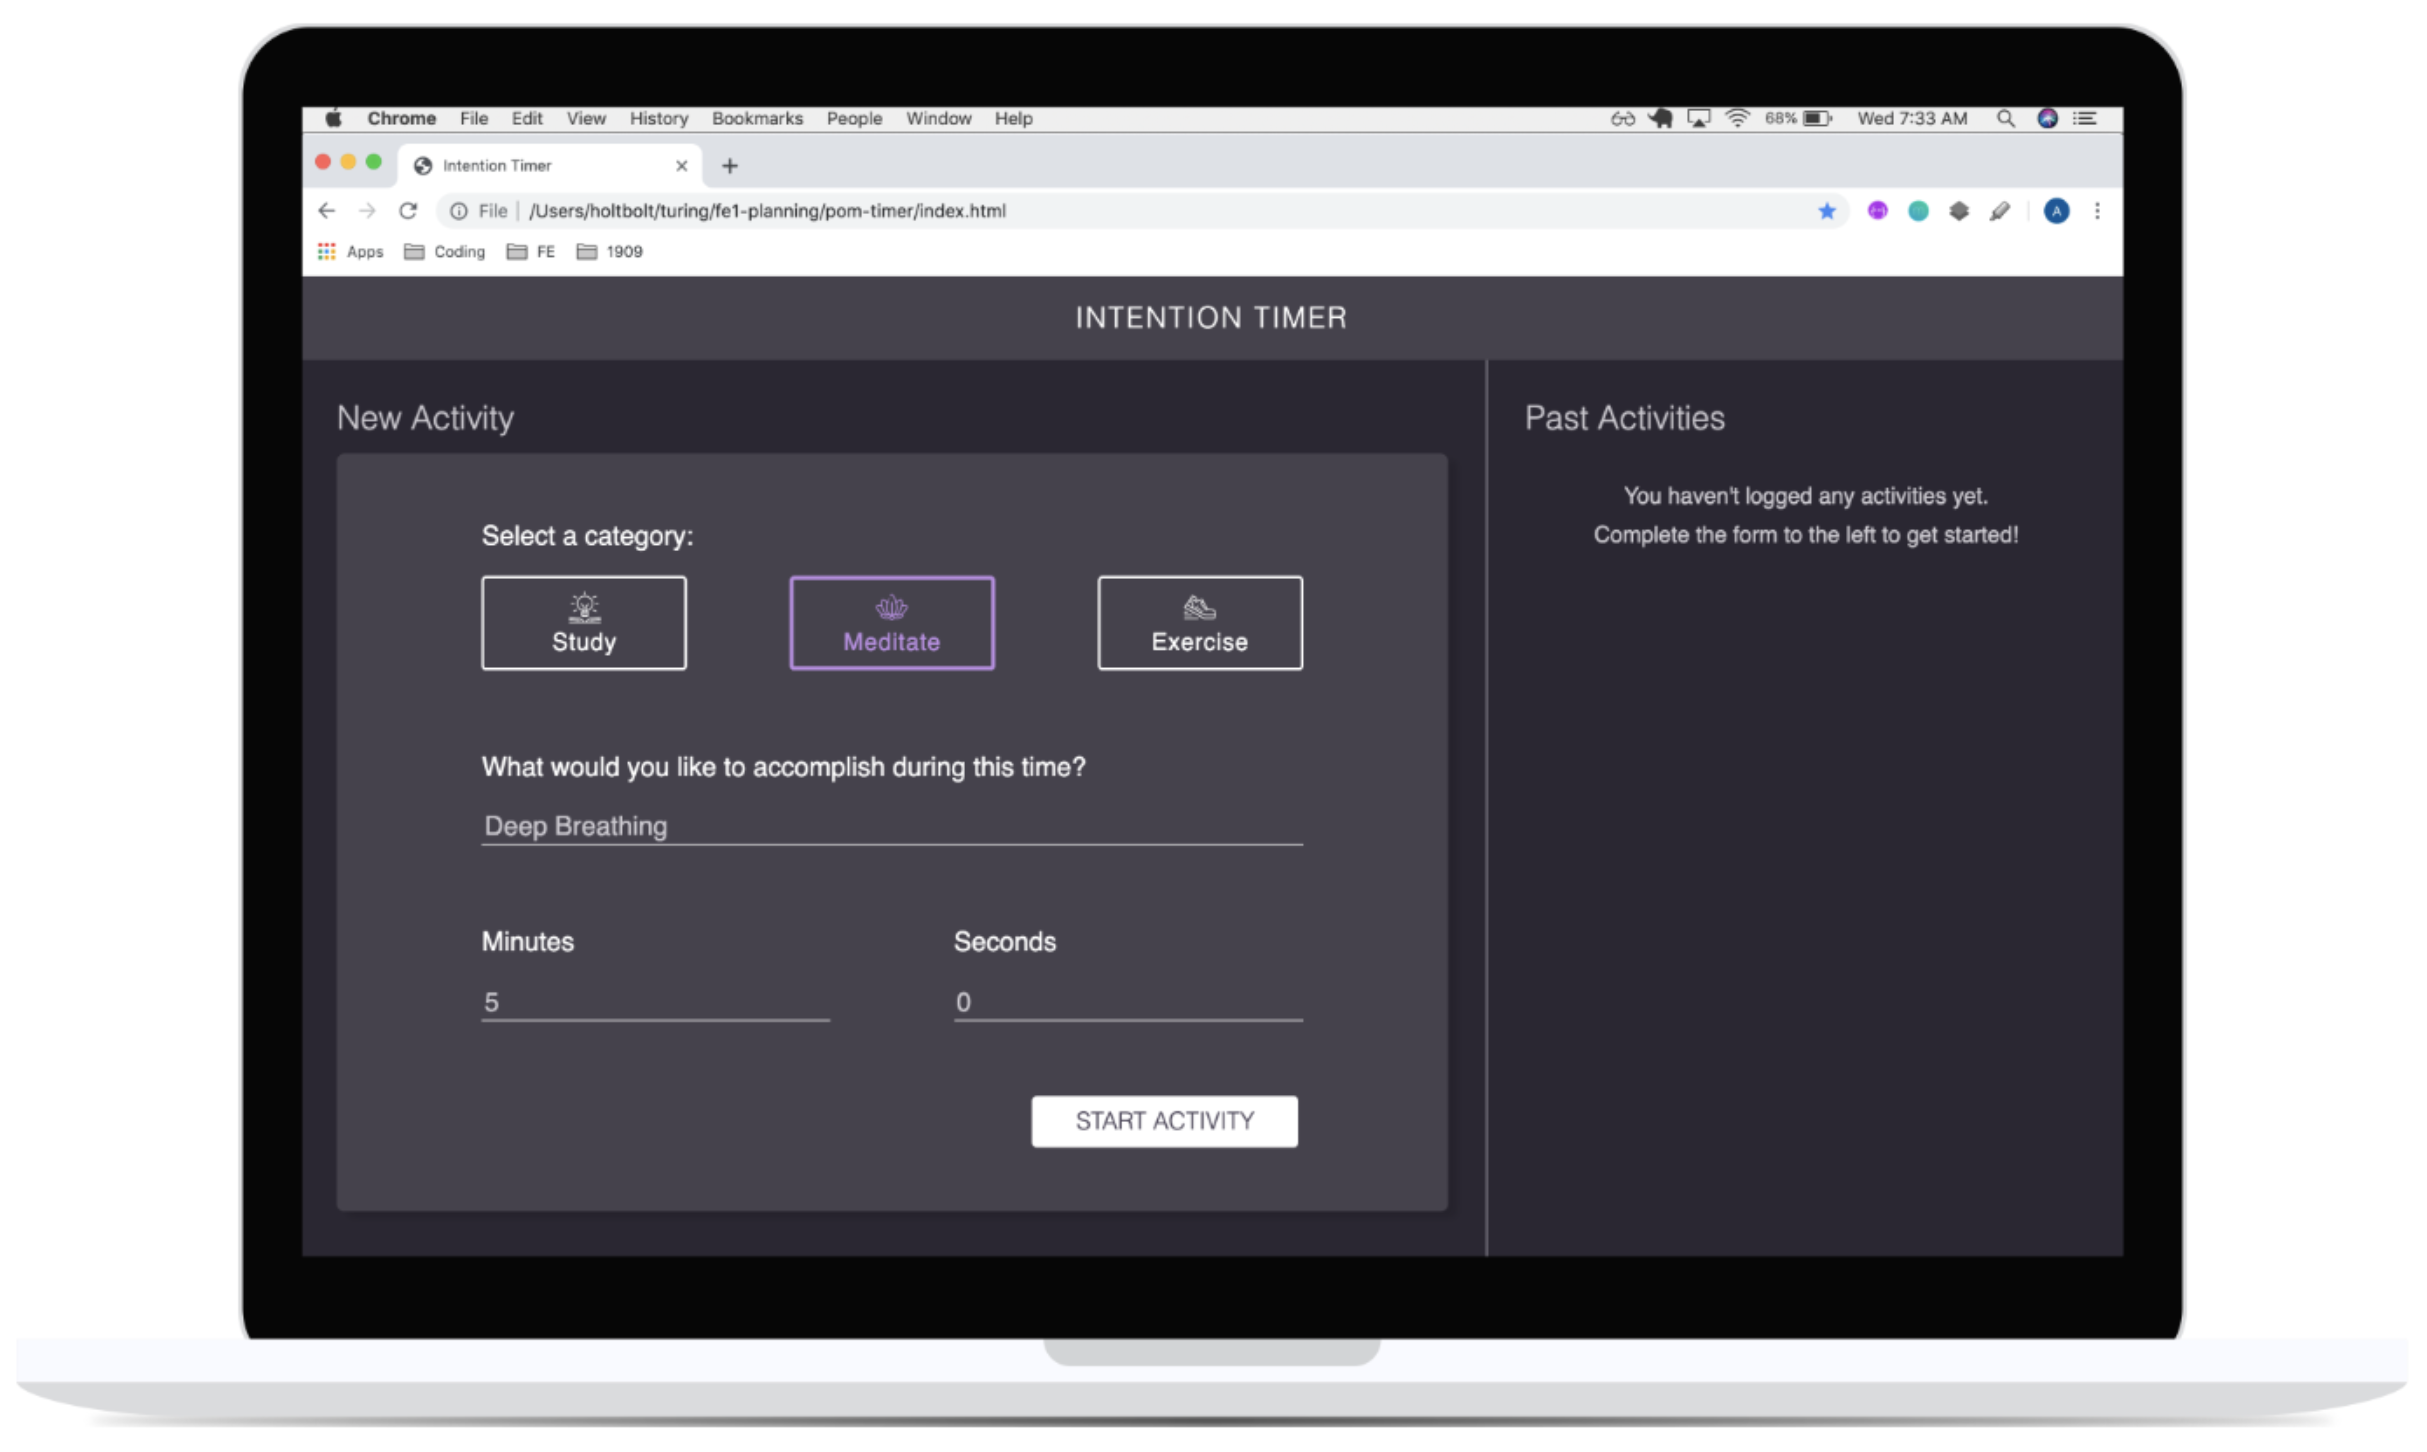 Chrome File Edit View History Bookmarks People Window Help 68% Wed 7:33 AM
Intention Timer
File /Users/holtbolt/turing/fe1-planning/pom-timer/index.html A
Apps Coding FE 1909
INTENTION TIMER
New Activity
Select a category:
Study Meditate Exercise
What would you like to accomplish during this time?
Deep Breathing
Minutes Seconds
5 0
START ACTIVITY
Past Activities
You haven't logged any activities yet.
Complete the form to the left to get started!